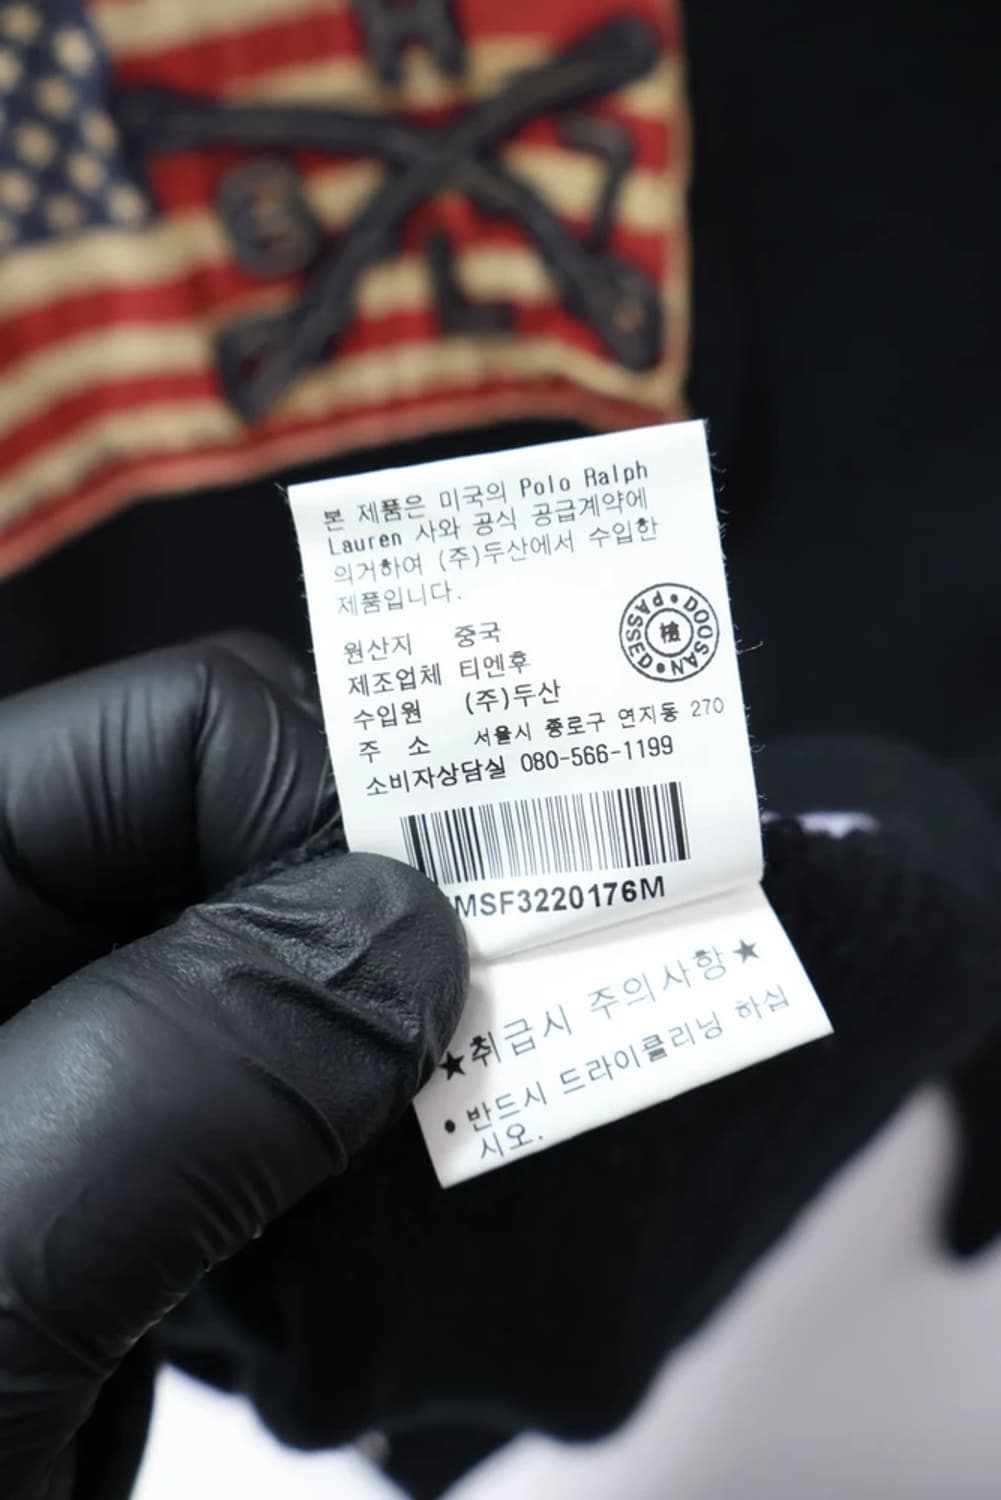 본 제품은 미국의 Polo Ralph
Lauren 사와 공식 공급계약에
의거하여 (주)두산에서 수입한
제품입니다.
PASSED • DOOSAN •
檢
원산지 중국
제조업체 티엔후
수입원 (주)두산
주 소 서울시 종로구 연지동 270
소비자상담실 080-566-1199
MSF3220176M
★취급시 주의사항★
• 반드시 드라이클리닝 하십
시오.